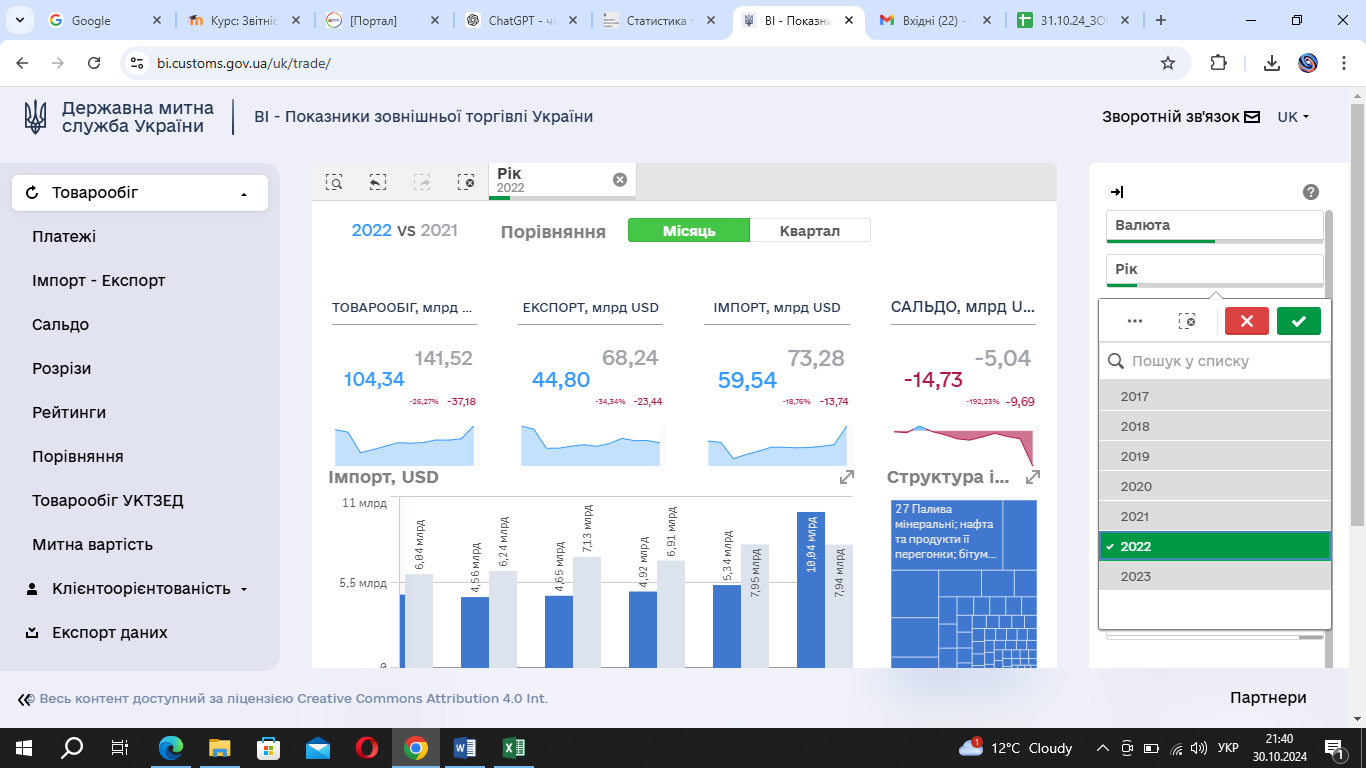 Google
Курс: Звітніс
[Портал]
ChatGPT - ча
Статистика т
BI - Показни
Вхідні (22) -
31.10.24_ЗОІ
bi.customs.gov.ua/uk/trade/
Державна митна
служба України
BI - Показники зовнішньої торгівлі України
Зворотній зв'язок
UK
Товарообіг
Платежі
Імпорт - Експорт
Сальдо
Розрізи
Рейтинги
Порівняння
Товарообіг УКТЗЕД
Митна вартість
Клієнтоорієнтованість
Експорт даних
Рік
2022
2022 vs 2021
Порівняння
Місяць
Квартал
ТОВАРООБІГ, млрд ...
141,52
104,34
-26,27% -37,18
ЕКСПОРТ, млрд USD
68,24
44,80
-34,34% -23,44
ІМПОРТ, млрд USD
73,28
59,54
-18,76% -13,74
САЛЬДО, млрд U...
-5,04
-14,73
-192,23% -9,69
Імпорт, USD
11 млрд
5,5 млрд
0
6,04 млрд
4,56 млрд
6,24 млрд
4,65 млрд
7,13 млрд
4,92 млрд
6,91 млрд
5,34 млрд
7,95 млрд
10,04 млрд
7,94 млрд
Структура і...
27 Палива
мінеральні; нафта
та продукти її
перегонки; бітум...
Валюта
Рік
Пошук у списку
2017
2018
2019
2020
2021
2022
2023
© Весь контент доступний за ліцензією Creative Commons Attribution 4.0 Int.
Партнери
1
12°C Cloudy
УКР
21:40
30.10.2024
1